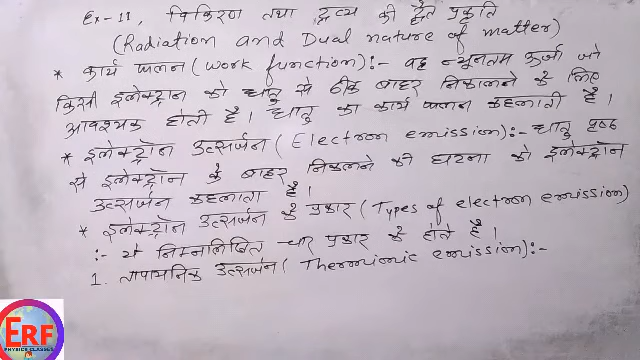 Ex-11, विकिरण तथा द्रव्य की द्वैत प्रकृति
(Radiation and Dual nature of matter)
* कार्य फलन (Work function) :- वह न्यूनतम ऊर्जा जो
किसी इलेक्ट्रान को धातु से ठीक बाहर निकालने के लिए
आवश्यक होती है। धातु का कार्य फलन कहलाती है।
* इलेक्ट्रॉन उत्सर्जन (Electron emission) :- धातु पृष्ठ
से इलेक्ट्रॉन के बाहर निकलने की घटना को इलेक्ट्रॉन
उत्सर्जन कहलाता है।
* इलेक्ट्रॉन उत्सर्जन के प्रकार (Types of electron emission)
:- ये निम्नलिखित चार प्रकार के होते है।
1. तापायनिक उत्सर्जन (Thermionic emission) :-
ERF
PHYSICS CLASSES